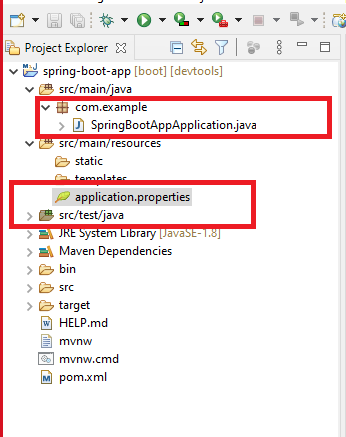 Project Explorer
spring-boot-app [boot] [devtools]
src/main/java
com.example
SpringBootAppApplication.java
src/main/resources
static
templates
application.properties
src/test/java
JRE System Library [JavaSE-1.8]
Maven Dependencies
bin
src
target
HELP.md
mvnw
mvnw.cmd
pom.xml